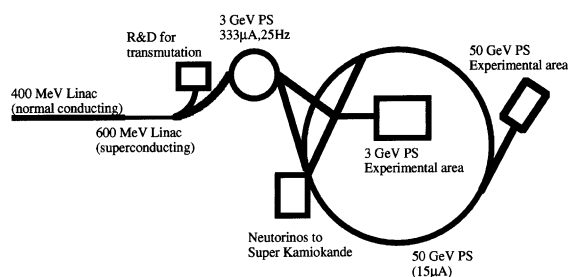 3 GeV PS
333μA,25Hz
R&D for
transmutation
50 GeV PS
Experimental area
400 MeV Linac
(normal conducting)
600 MeV Linac
(superconducting)
3 GeV PS
Experimental area
Neutorinos to
Super Kamiokande
50 GeV PS
(15μA)